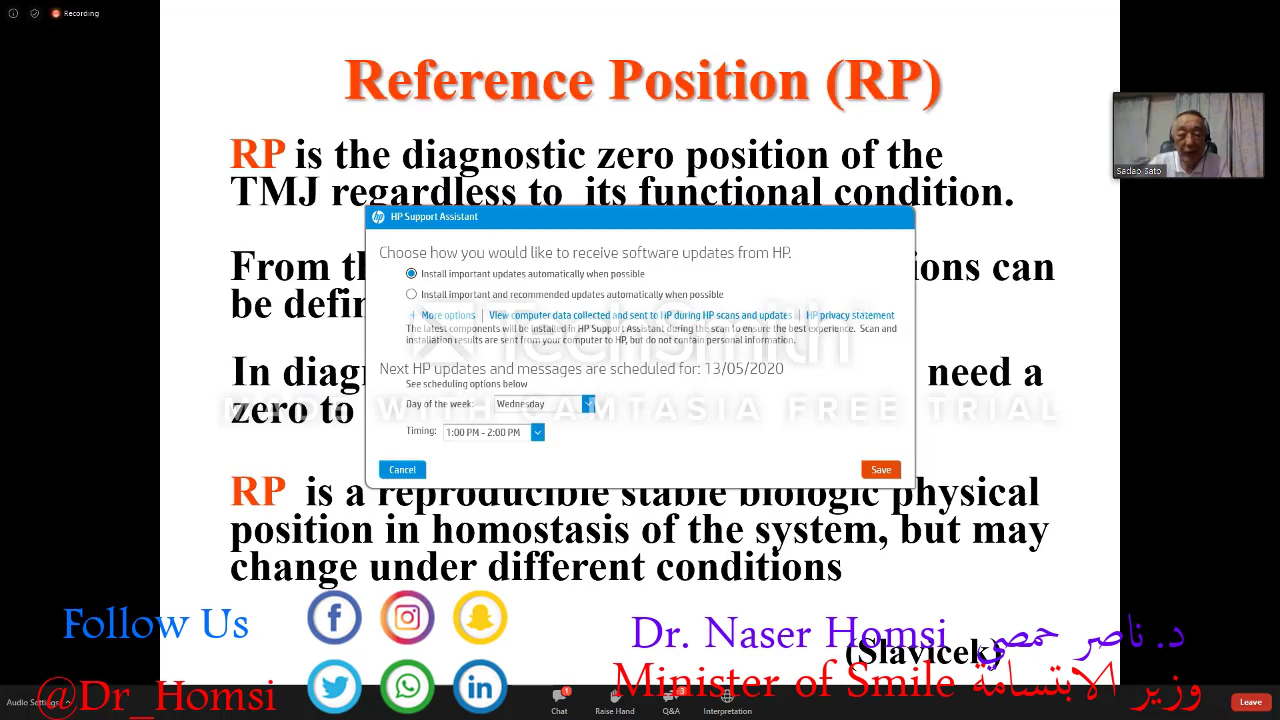 Recording
Reference Position (RP)
RP is the diagnostic zero position of the
TMJ regardless to its functional condition.
Sadao Sato
HP Support Assistant
From
ions can
be defin
Choose how you would like to receive software updates from HP.
Install important updates automatically when possible
Install important and recommended updates automatically when possible
+ More options | View computer data collected and sent to HP during HP scans and updates | HP privacy statement
The latest components will be installed in HP Support Assistant during the scan to ensure the best experience. Scan and
installation results are sent from your computer to HP, but do not contain personal information.
TechSmith
Next HP updates and messages are scheduled for: 13/05/2020
See scheduling options below
In diagn
need a
zero to
Day of the week: Wednesday
MADE WITH CAMTASIA FREE TRIAL
Timing: 1:00 PM - 2:00 PM
Cancel
Save
RP is a reproducible stable biologic physical
position in homostasis of the system, but may
change under different conditions
(Slavicek)
Follow Us
Dr. Naser Homsi د. ناصر حمصي
@Dr_Homsi
Minister of Smile وزير الابتسامة
Audio Settings
Chat 1
Raise Hand
Q&A 3
Interpretation
Leave